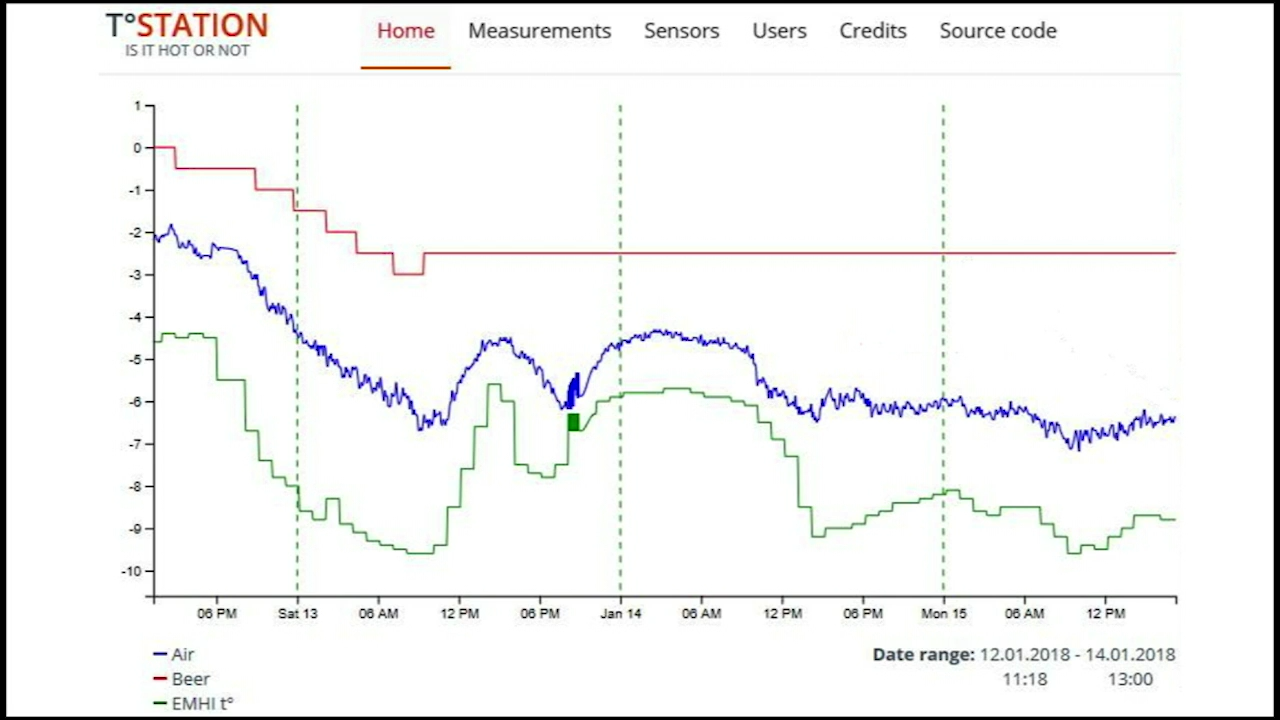 T°STATION
IS IT HOT OR NOT
Home Measurements Sensors Users Credits Source code
1
0
-1
-2
-3
-4
-5
-6
-7
-8
-9
-10
06 PM Sat 13 06 AM 12 PM 06 PM Jan 14 06 AM 12 PM 06 PM Mon 15 06 AM 12 PM
Air
Beer
EMHI t°
Date range: 12.01.2018 - 14.01.2018
11:18 13:00